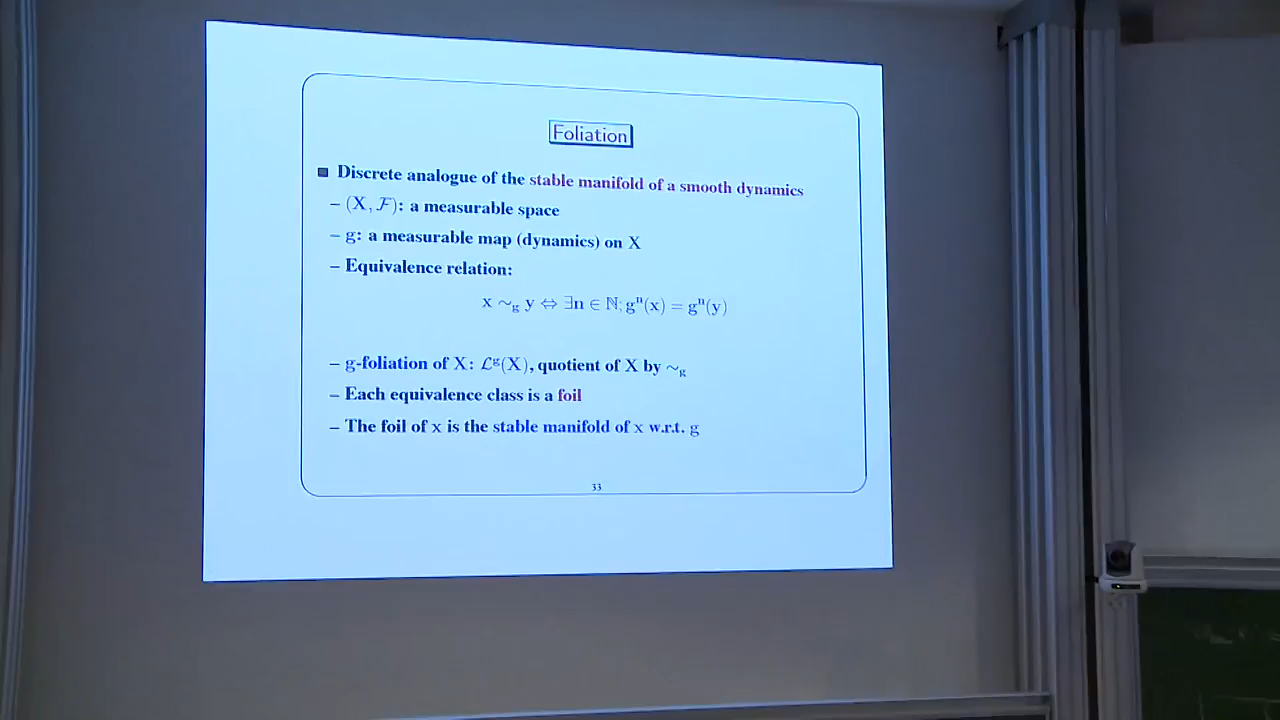 Foliation
Discrete analogue of the stable manifold of a smooth dynamics
– (X, ℱ): a measurable space
– g: a measurable map (dynamics) on X
– Equivalence relation:
x ∼g y ⇔ ∃n ∈ ℕ; gⁿ(x) = gⁿ(y)
– g-foliation of X: ℒᵍ(X), quotient of X by ∼g
– Each equivalence class is a foil
– The foil of x is the stable manifold of x w.r.t. g
33